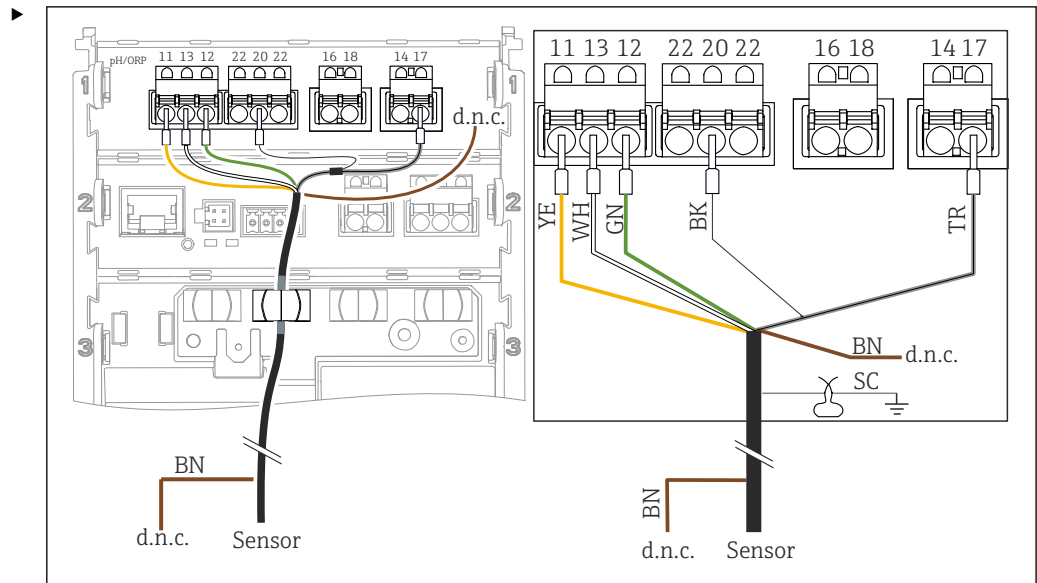 pH/ORP 11 13 12 22 20 22 16 18 14 17
1 1
d.n.c.
2 2
3 3
BN
d.n.c. Sensor
11 13 12 22 20 22 16 18 14 17
YE WH GN BK TR
BN d.n.c.
SC
BN
d.n.c. Sensor